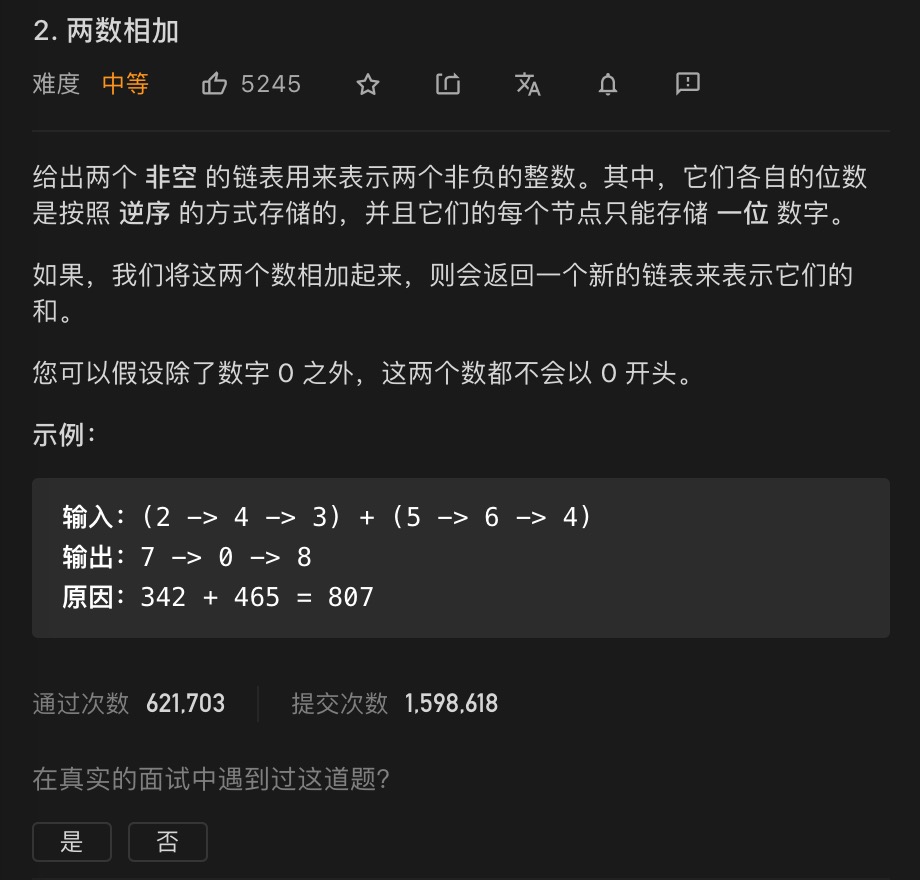 2. 两数相加
难度 中等 5245
给出两个 非空 的链表用来表示两个非负的整数。其中，它们各自的位数
是按照 逆序 的方式存储的，并且它们的每个节点只能存储 一位 数字。
如果，我们将这两个数相加起来，则会返回一个新的链表来表示它们的
和。
您可以假设除了数字 0 之外，这两个数都不会以 0 开头。
示例：
输入：(2 -> 4 -> 3) + (5 -> 6 -> 4)
输出：7 -> 0 -> 8
原因：342 + 465 = 807
通过次数 621,703 提交次数 1,598,618
在真实的面试中遇到过这道题?
是 否